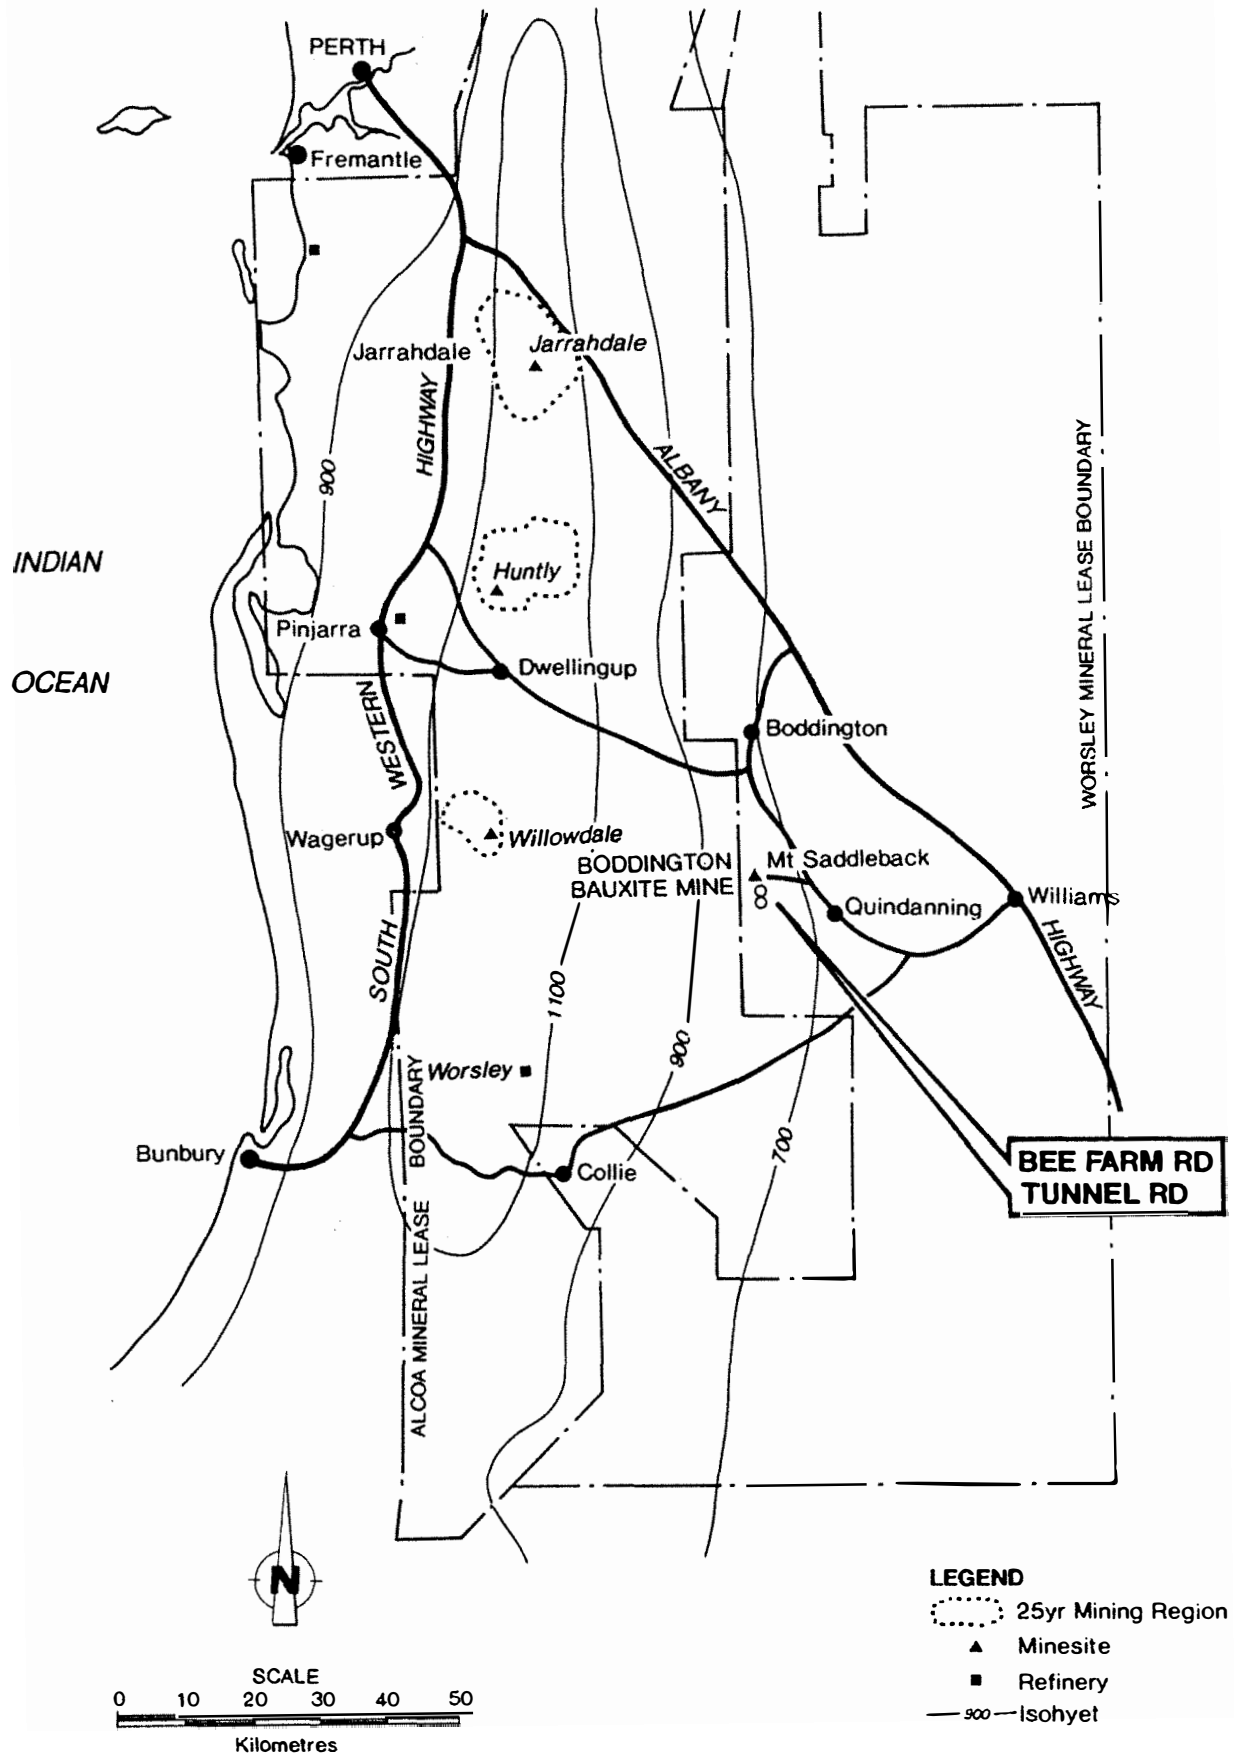 PERTH
Fremantle
Jarrahdale
Jarrahdale
HIGHWAY
900
ALBANY
WORSLEY MINERAL LEASE BOUNDARY
INDIAN
OCEAN
Huntly
Pinjarra
Dwellingup
WESTERN
Boddington
Wagerup
Willowdale
BODDINGTON
BAUXITE MINE
Mt Saddleback
8
Quindanning
Williams
HIGHWAY
SOUTH
1100
900
Worsley
700
Bunbury
Collie
BEE FARM RD
TUNNEL RD
ALCOA MINERAL LEASE BOUNDARY
N
SCALE
0 10 20 30 40 50
Kilometres
LEGEND
25yr Mining Region
Minesite
Refinery
900 Isohyet